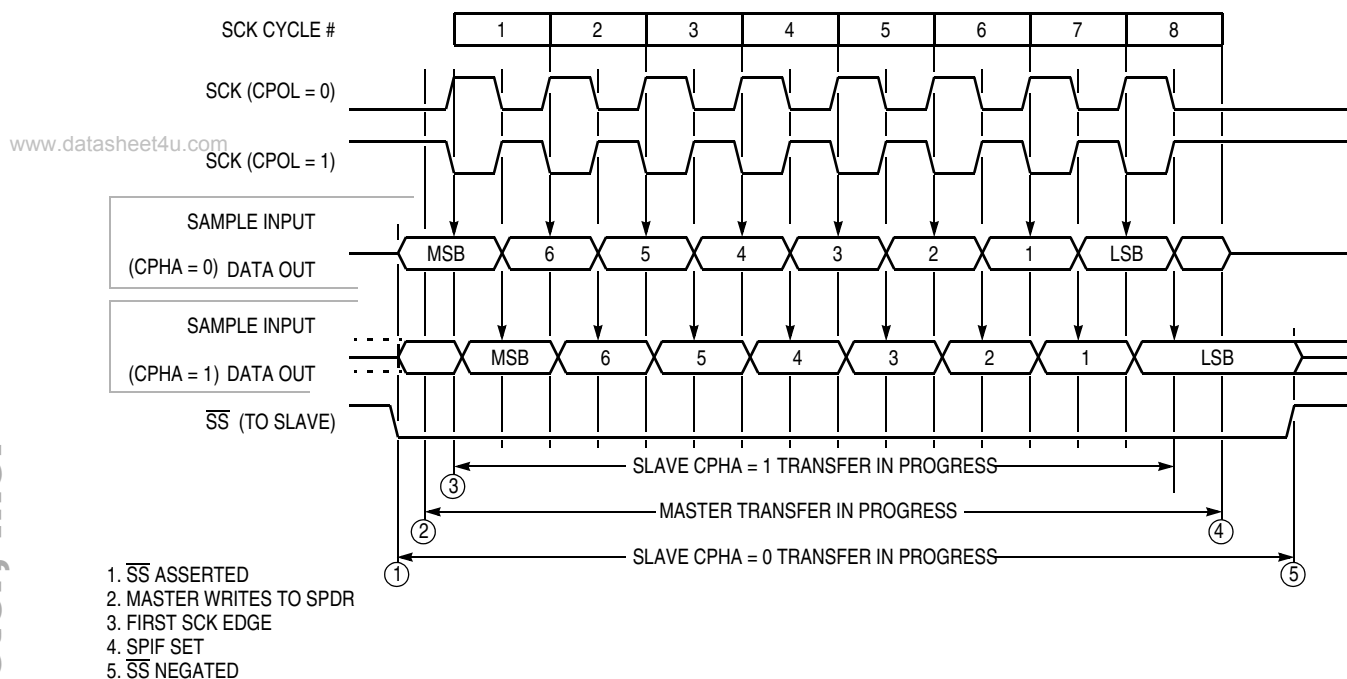 SCK CYCLE # 1 2 3 4 5 6 7 8
SCK (CPOL = 0)
www.datasheet4u.com
SCK (CPOL = 1)
SAMPLE INPUT
(CPHA = 0) DATA OUT MSB 6 5 4 3 2 1 LSB
SAMPLE INPUT
(CPHA = 1) DATA OUT MSB 6 5 4 3 2 1 LSB
SS (TO SLAVE)
SLAVE CPHA = 1 TRANSFER IN PROGRESS
3
MASTER TRANSFER IN PROGRESS
2 4
SLAVE CPHA = 0 TRANSFER IN PROGRESS
1 5
1. SS ASSERTED
2. MASTER WRITES TO SPDR
3. FIRST SCK EDGE
4. SPIF SET
5. SS NEGATED